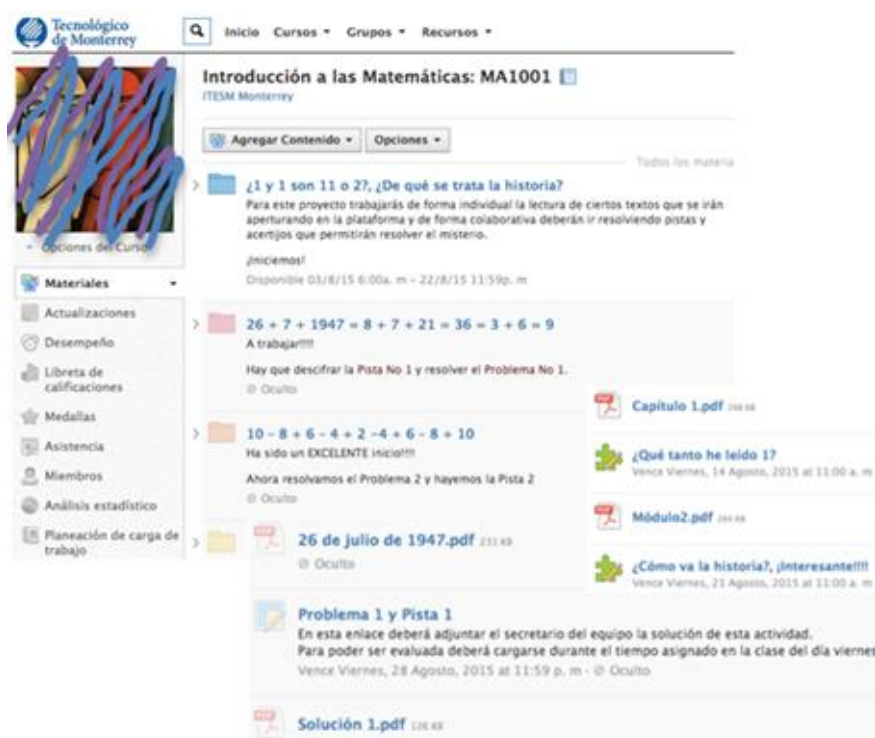 Tecnológico
de Monterrey
Inicio Cursos Grupos Recursos
Introducción a las Matemáticas: MA1001
ITESM Monterrey
Agregar Contenido Opciones
Todos los materia
¿1 y 1 son 11 o 2?, ¿De qué se trata la historia?
Para este proyecto trabajarás de forma individual la lectura de ciertos textos que se irán
aperturando en la plataforma y de forma colaborativa deberán ir resolviendo pistas y
acertijos que permitirán resolver el misterio.
¡Iniciemos!
Disponible 03/8/15 6:00a. m – 22/8/15 11:59p. m
Opciones del Curso
Materiales
Actualizaciones
Desempeño
Libreta de
calificaciones
Medallas
Asistencia
Miembros
Análisis estadístico
Planeación de carga de
trabajo
26 + 7 + 1947 = 8 + 7 + 21 = 36 = 3 + 6 = 9
A trabajar!!!!
Hay que descifrar la Pista No 1 y resolver el Problema No 1.
Oculto
10 – 8 + 6 – 4 + 2 –4 + 6 – 8 + 10
Ha sido un EXCELENTE inicio!!!!
Ahora resolvamos el Problema 2 y hayemos la Pista 2
Oculto
Capítulo 1.pdf
¿Qué tanto he leído 1?
Vence Viernes, 14 Agosto, 2015 at 11:00 a. m
Módulo2.pdf
¿Cómo va la historia?, ¡Interesante!!!!
Vence Viernes, 21 Agosto, 2015 at 11:00 a. m
26 de julio de 1947.pdf
Oculto
Problema 1 y Pista 1
En esta enlace deberá adjuntar el secretario del equipo la solución de esta actividad.
Para poder ser evaluada deberá cargarse durante el tiempo asignado en la clase del día viernes
Vence Viernes, 28 Agosto, 2015 at 11:59 p. m · Oculto
Solución 1.pdf